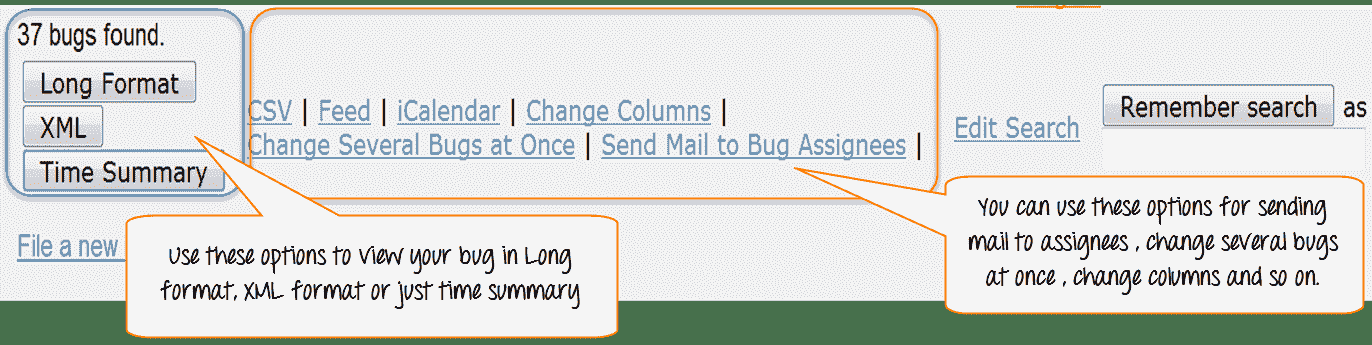 37 bugs found.
Long Format
XML
Time Summary
CSV | Feed | iCalendar | Change Columns |
Change Several Bugs at Once | Send Mail to Bug Assignees |
Edit Search
Remember search as
File a new
Use these options to view your bug in Long
format, XML format or just time summary
You can use these options for sending
mail to assignees , change several bugs
at once , change columns and so on.